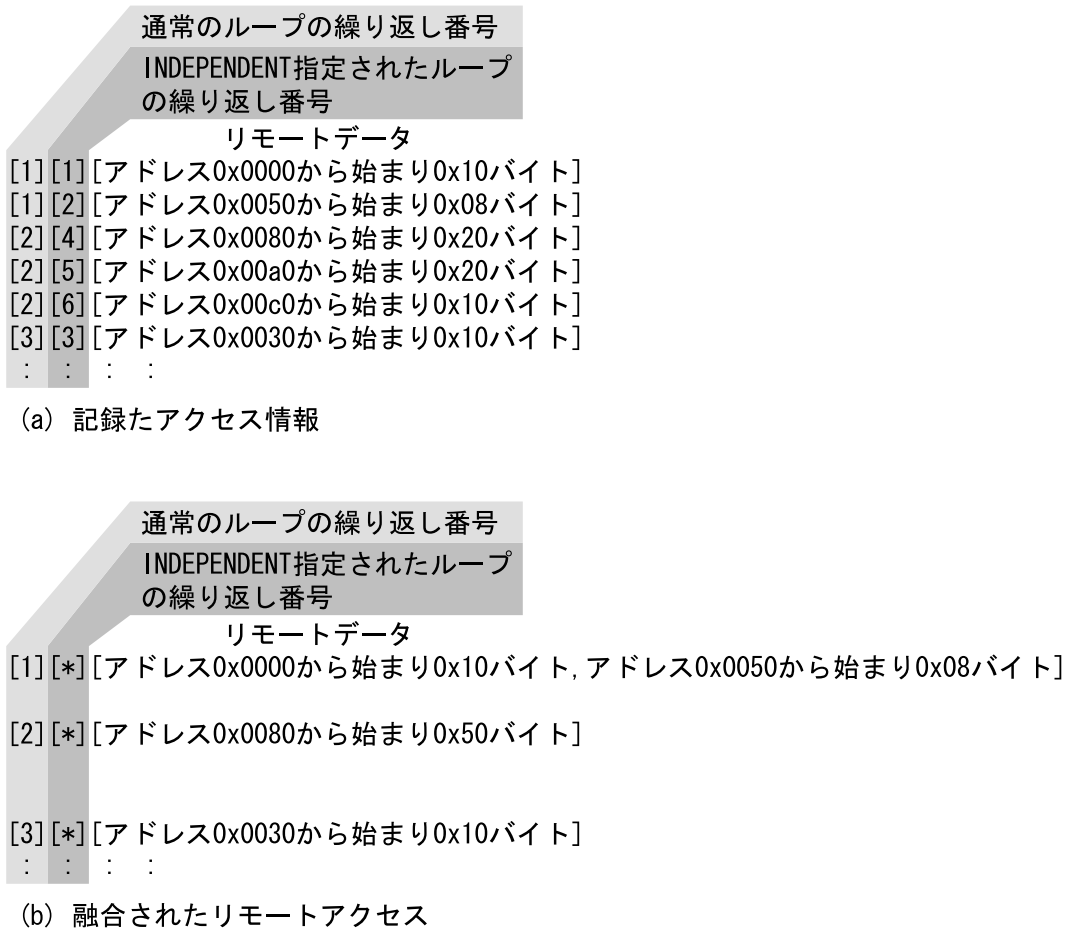 通常のループの繰り返し番号
INDEPENDENT指定されたループ
の繰り返し番号
リモートデータ
[1][1][アドレス0x0000から始まり0x10バイト]
[1][2][アドレス0x0050から始まり0x08バイト]
[2][4][アドレス0x0080から始まり0x20バイト]
[2][5][アドレス0x00a0から始まり0x20バイト]
[2][6][アドレス0x00c0から始まり0x10バイト]
[3][3][アドレス0x0030から始まり0x10バイト]
: : : :
(a) 記録たアクセス情報
通常のループの繰り返し番号
INDEPENDENT指定されたループ
の繰り返し番号
リモートデータ
[1][*][アドレス0x0000から始まり0x10バイト,アドレス0x0050から始まり0x08バイト]
[2][*][アドレス0x0080から始まり0x50バイト]
[3][*][アドレス0x0030から始まり0x10バイト]
: : : :
(b) 融合されたリモートアクセス